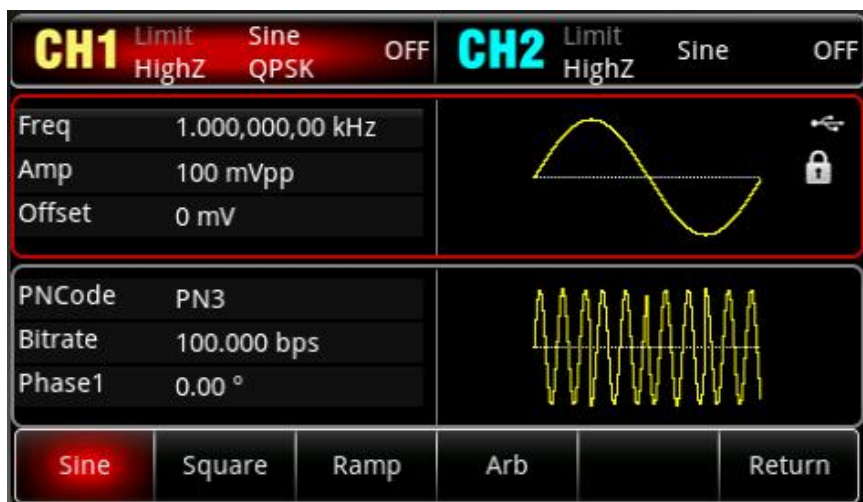 CH1 Limit Sine OFF CH2 Limit Sine OFF
HighZ QPSK HighZ
Freq 1.000,000,00 kHz
Amp 100 mVpp
Offset 0 mV
PNCode PN3
Bitrate 100.000 bps
Phase1 0.00 °
Sine Square Ramp Arb Return